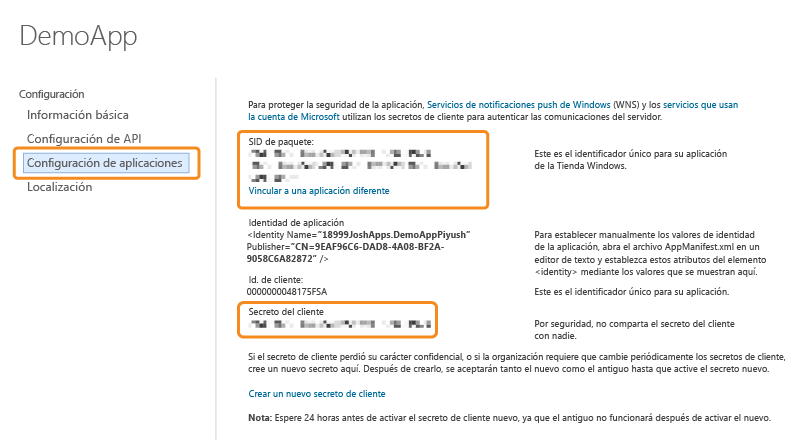 DemoApp
Configuración
Información básica
Configuración de API
Configuración de aplicaciones
Localización
Para proteger la seguridad de la aplicación, Servicios de notificaciones push de Windows (WNS) y los servicios que usan
la cuenta de Microsoft utilizan los secretos de cliente para autenticar las comunicaciones del servidor.
SID de paquete:
Vincular a una aplicación diferente
Este es el identificador único para su aplicación
de la Tienda Windows.
Identidad de aplicación
<Identity Name="18999JoshApps.DemoAppPiyush"
Publisher="CN=9EAF96C6-DAD8-4A08-BF2A-
9058C6A82872" />
Para establecer manualmente los valores de identidad
de la aplicación, abra el archivo AppManifest.xml en un
editor de texto y establezca estos atributos del elemento
<identity> mediante los valores que se muestran aquí.
Id. de cliente:
0000000048175F5A
Este es el identificador único para su aplicación.
Secreto del cliente
Por seguridad, no comparta el secreto del cliente
con nadie.
Si el secreto de cliente perdió su carácter confidencial, o si la organización requiere que cambie periódicamente los secretos de cliente,
cree un nuevo secreto aquí. Después de crearlo, se aceptarán tanto el nuevo como el antiguo hasta que active el secreto nuevo.
Crear un nuevo secreto de cliente
Nota: Espere 24 horas antes de activar el secreto de cliente nuevo, ya que el antiguo no funcionará después de activar el nuevo.